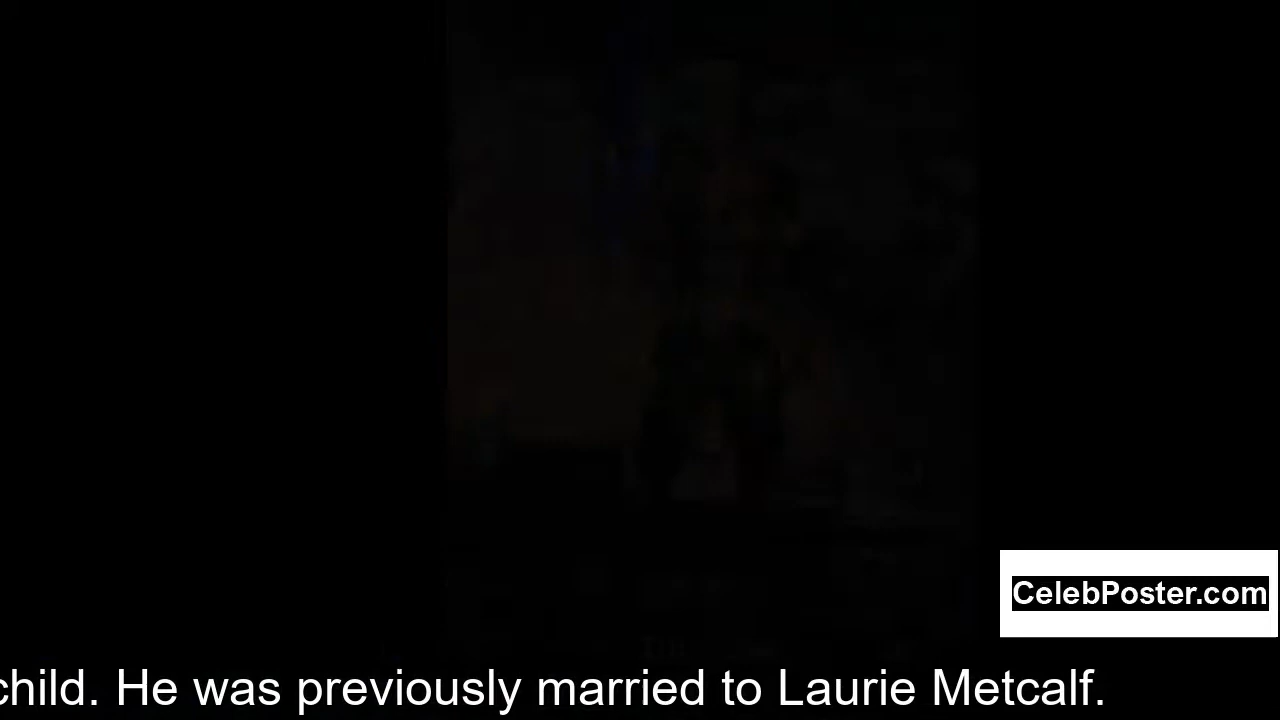 CelebPoster.com
child. He was previously married to Laurie Metcalf.